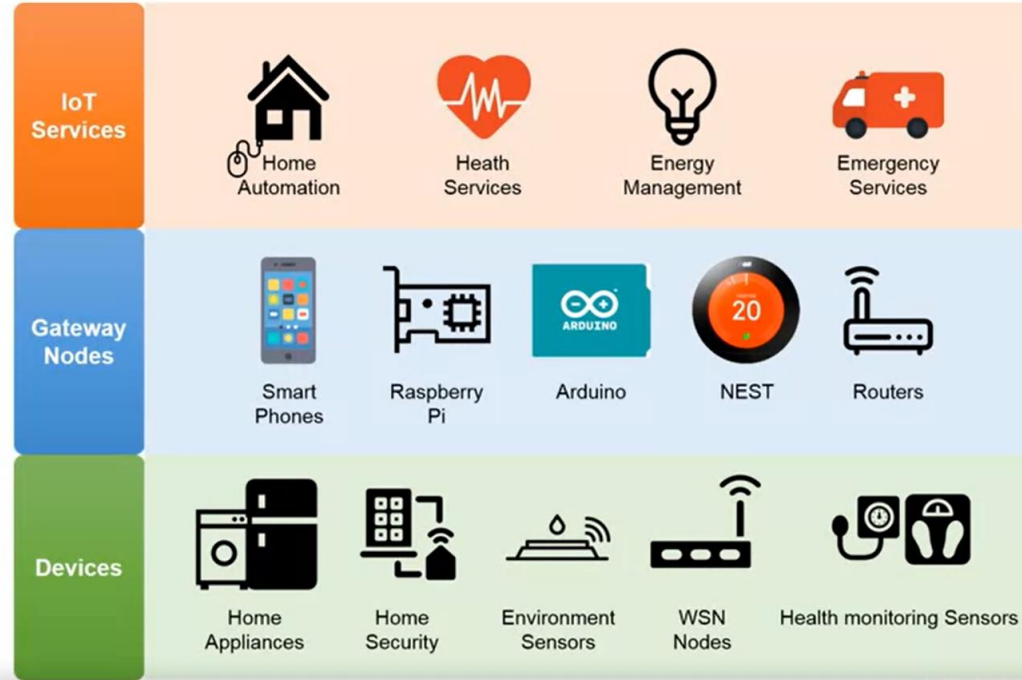 IoT
Services
Home
Automation
Heath
Services
Energy
Management
Emergency
Services
Gateway
Nodes
ARDUINO
20
Smart
Phones
Raspberry
Pi
Arduino
NEST
Routers
Devices
Home
Appliances
Home
Security
Environment
Sensors
WSN
Nodes
Health monitoring Sensors